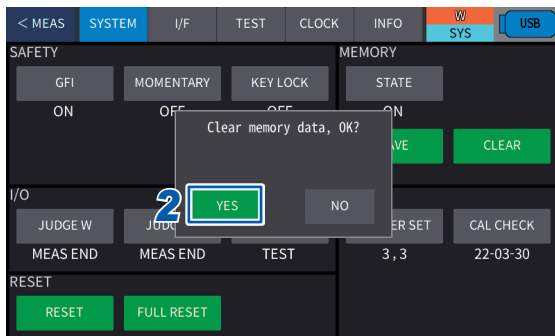 < MEAS SYSTEM I/F TEST CLOCK INFO W SYS USB
SAFETY MEMORY
GFI MOMENTARY KEY LOCK STATE
ON ON
Clear memory data, OK?
CLEAR
2 YES NO
I/O
JUDGE W CAL CHECK
MEAS END MEAS END TEST 3,3 22-03-30
RESET
RESET FULL RESET